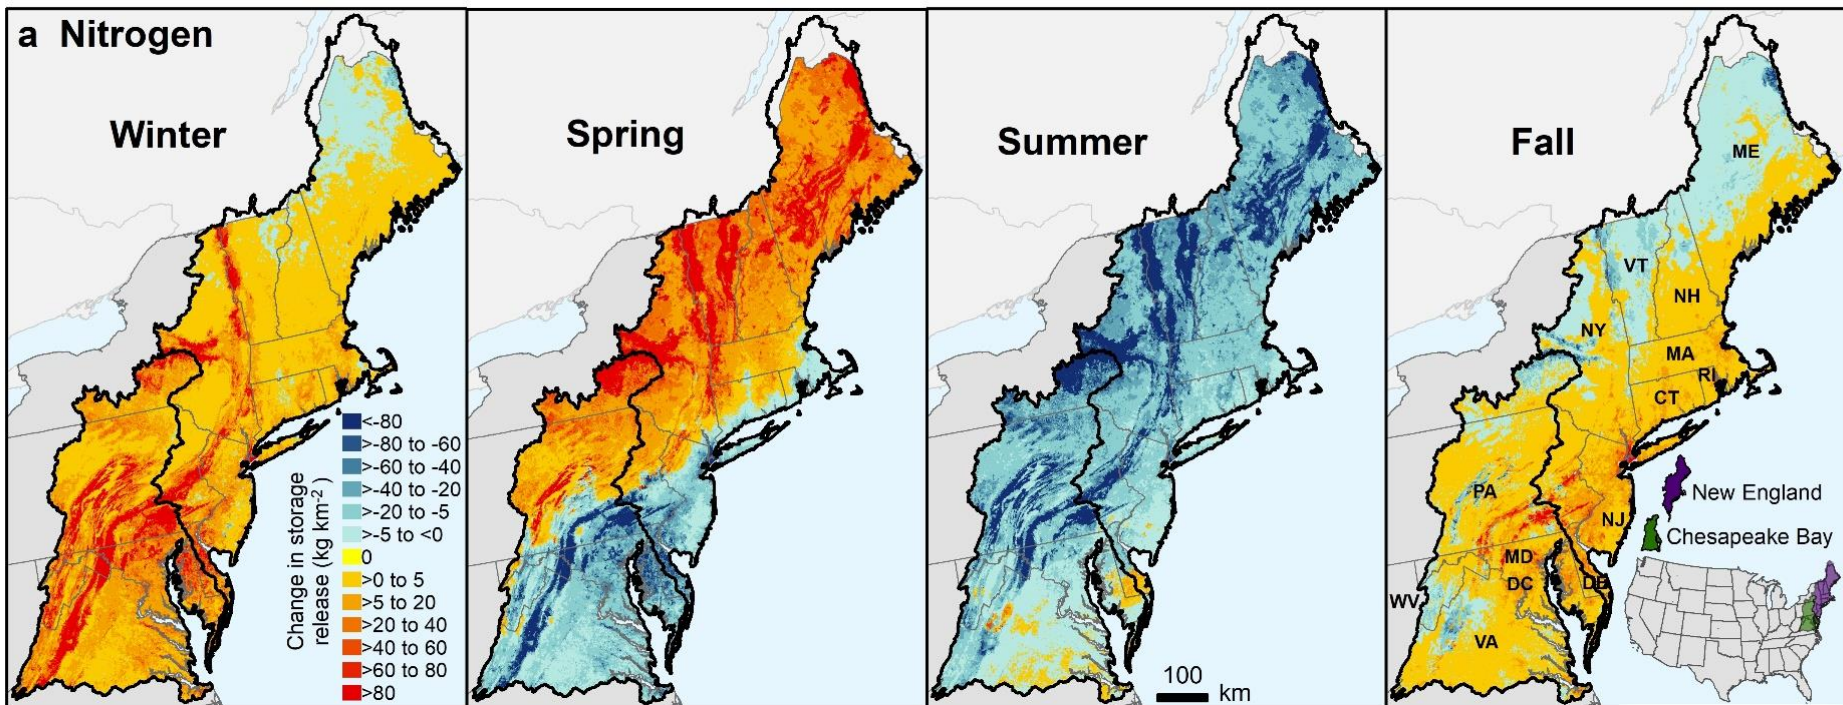 a Nitrogen
Winter
Spring
Summer
Fall
Change in storage
release (kg km-2)
<-80
>-80 to -60
>-60 to -40
>-40 to -20
>-20 to -5
>-5 to <0
0
>0 to 5
>5 to 20
>20 to 40
>40 to 60
>60 to 80
>80
100
km
ME
VT
NH
NY
MA
RI
CT
PA
NJ
MD
DC
DE
WV
VA
New England
Chesapeake Bay